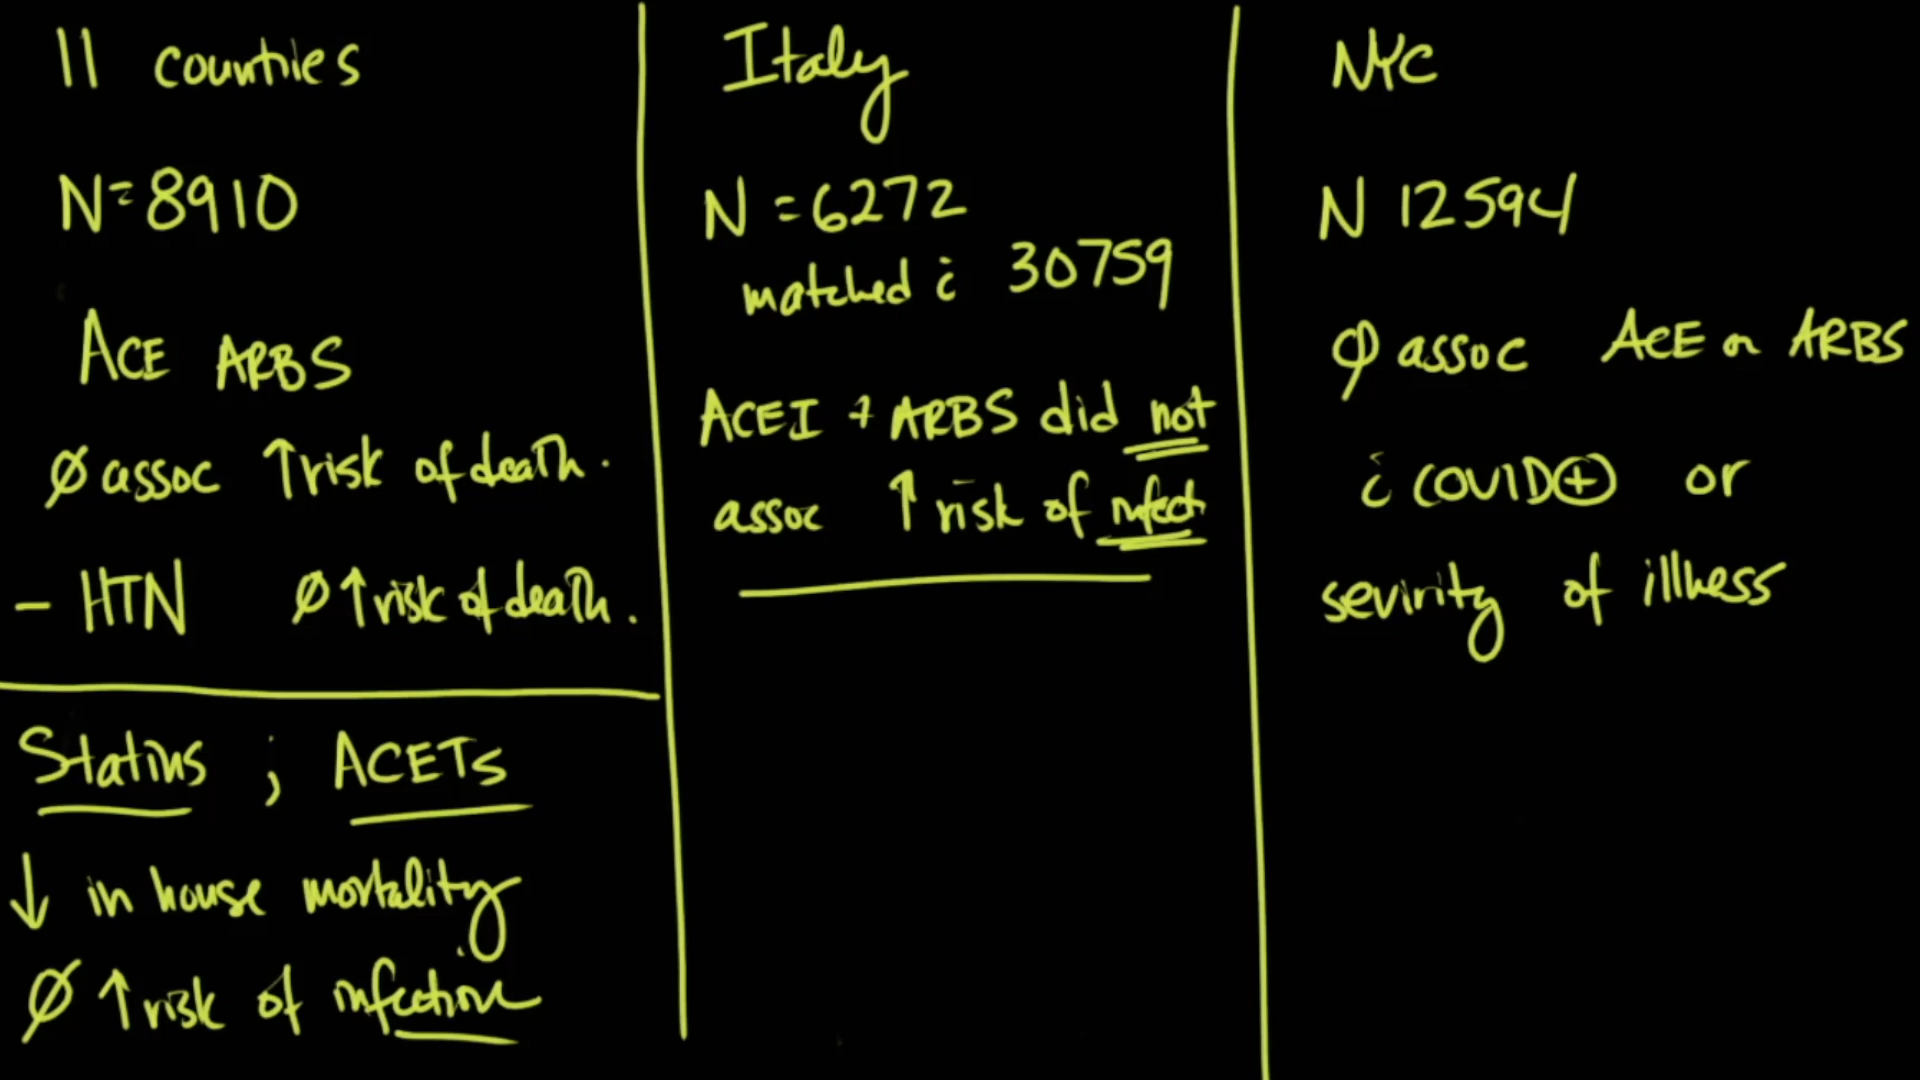 11 counties
N=8910
ACE ARBS
Ø assoc ↑ risk of death.
- HTN Ø ↑ risk of death.
Statins ; ACEIs
↓ in house mortality
Ø ↑ risk of infection
Italy
N = 6272
matched c̄ 30759
ACEI + ARBS did not
assoc ↑ risk of infect
NYC
N 12594
Ø assoc ACE or ARBS
c̄ COVID⊕ or
sevirity of illness